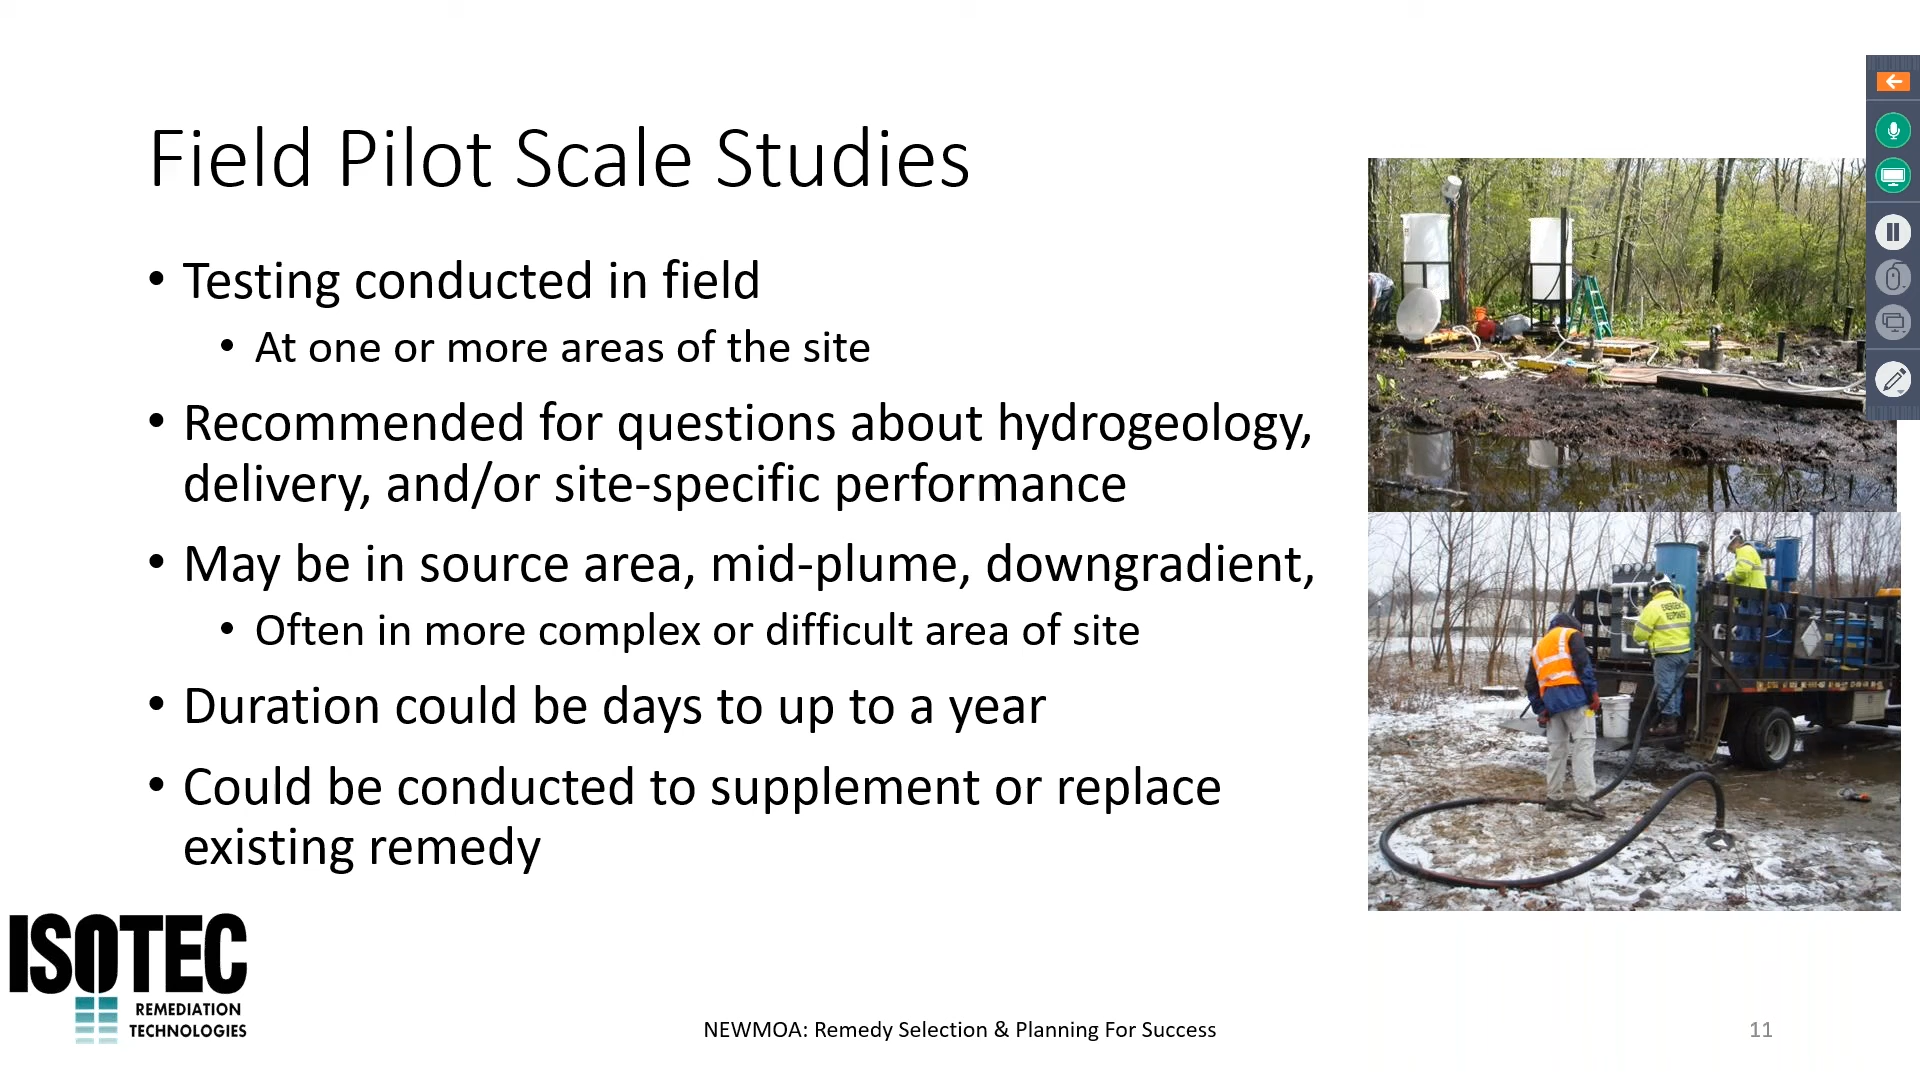 Field Pilot Scale Studies
• Testing conducted in field
• At one or more areas of the site
• Recommended for questions about hydrogeology,
delivery, and/or site-specific performance
• May be in source area, mid-plume, downgradient,
• Often in more complex or difficult area of site
• Duration could be days to up to a year
• Could be conducted to supplement or replace
existing remedy
EMERGENCY
RESPONSE
ISOTEC
REMEDIATION
TECHNOLOGIES
NEWMOA: Remedy Selection & Planning For Success
11